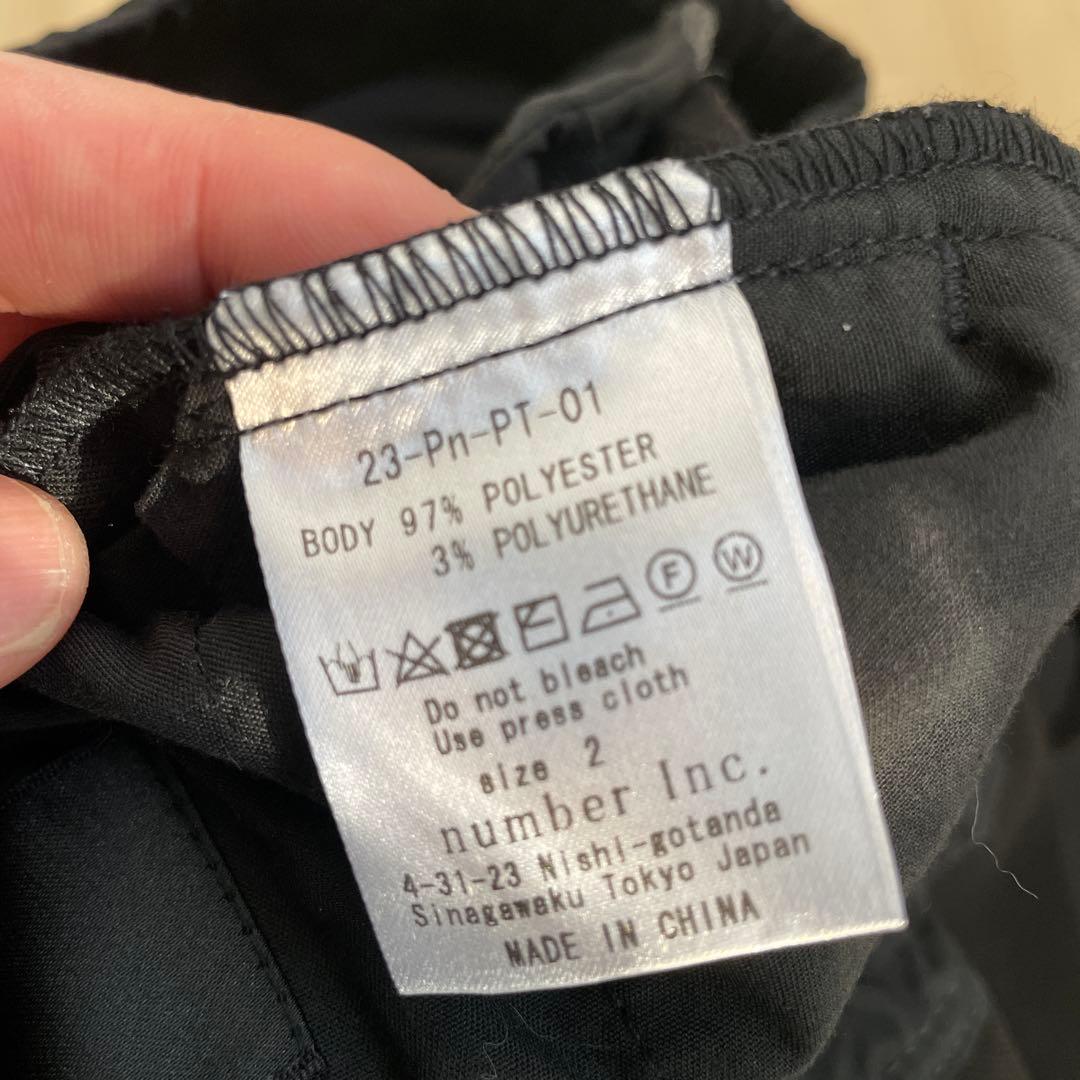 23-Pn-PT-01
BODY 97% POLYESTER
3% POLYURETHANE
F W
Do not bleach
Use press cloth
size 2
number Inc.
4-31-23 Nishi-gotanda
Sinagawaku Tokyo Japan
MADE IN CHINA